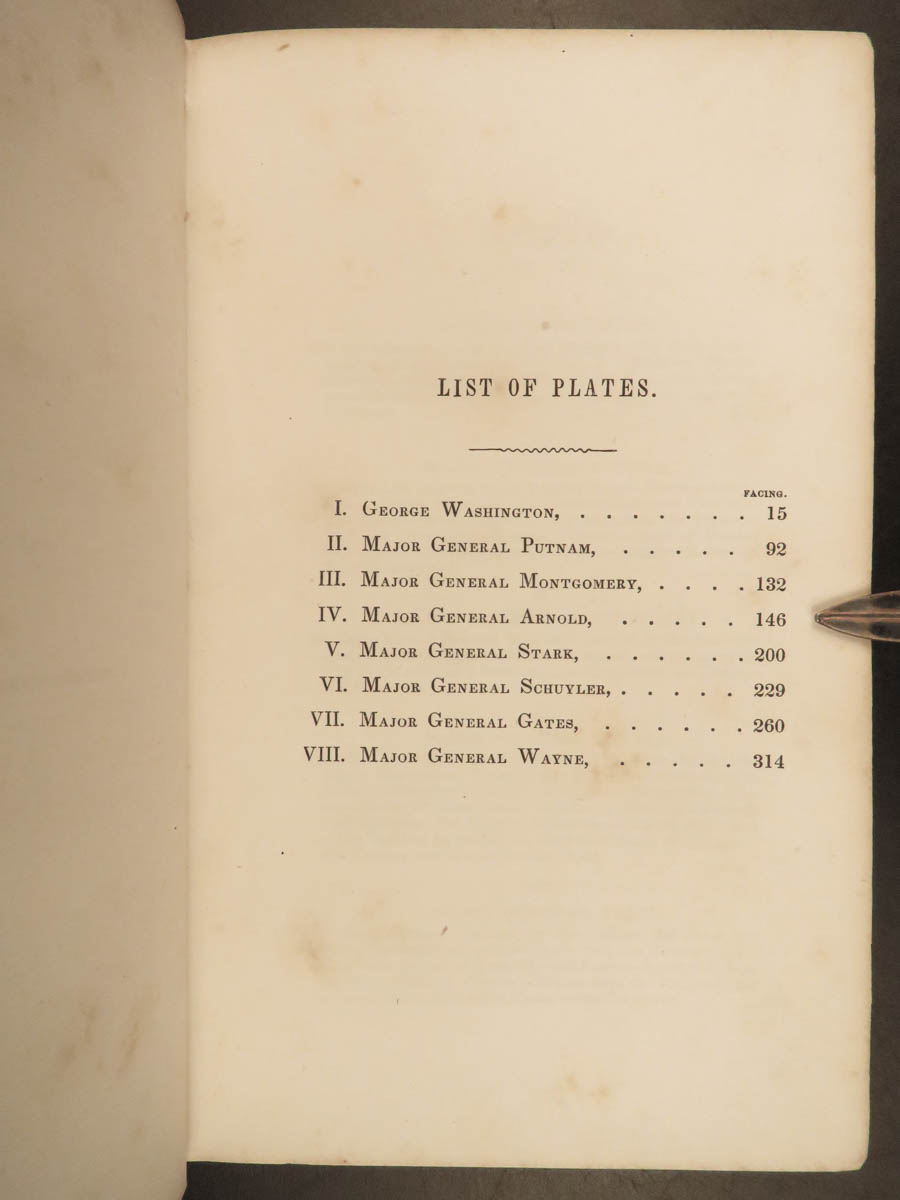 LIST OF PLATES.
FACING.
I. George Washington, . . . . . . . 15
II. Major General Putnam, . . . . . 92
III. Major General Montgomery, . . . . 132
IV. Major General Arnold, . . . . . 146
V. Major General Stark, . . . . . . 200
VI. Major General Schuyler, . . . . . 229
VII. Major General Gates, . . . . . . 260
VIII. Major General Wayne, . . . . . 314